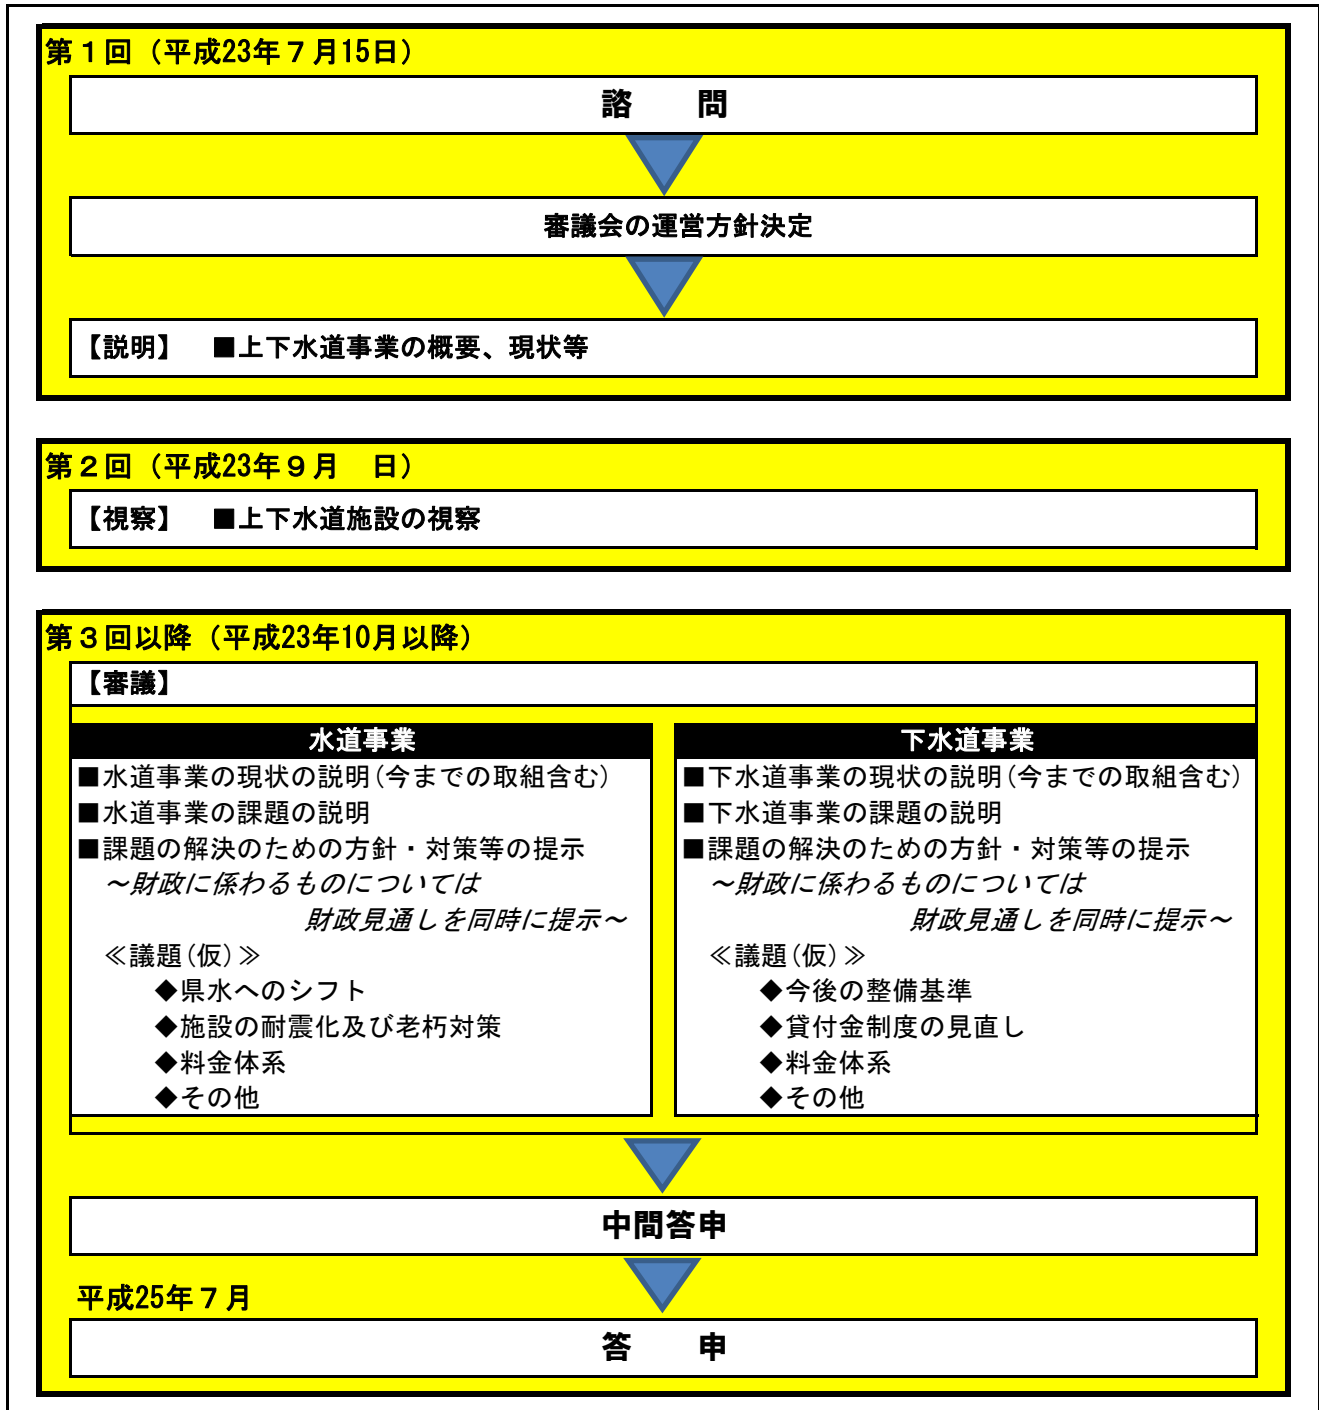 第１回（平成23年７月15日）
諮　　問
審議会の運営方針決定
【説明】　■上下水道事業の概要、現状等
第２回（平成23年９月　日）
【視察】　■上下水道施設の視察
第３回以降（平成23年10月以降）
【審議】
水道事業
■水道事業の現状の説明(今までの取組含む)
■水道事業の課題の説明
■課題の解決のための方針・対策等の提示
～財政に係わるものについては
財政見通しを同時に提示～
≪議題(仮)≫
◆県水へのシフト
◆施設の耐震化及び老朽対策
◆料金体系
◆その他
下水道事業
■下水道事業の現状の説明(今までの取組含む)
■下水道事業の課題の説明
■課題の解決のための方針・対策等の提示
～財政に係わるものについては
財政見通しを同時に提示～
≪議題(仮)≫
◆今後の整備基準
◆貸付金制度の見直し
◆料金体系
◆その他
中間答申
平成25年７月
答　　申